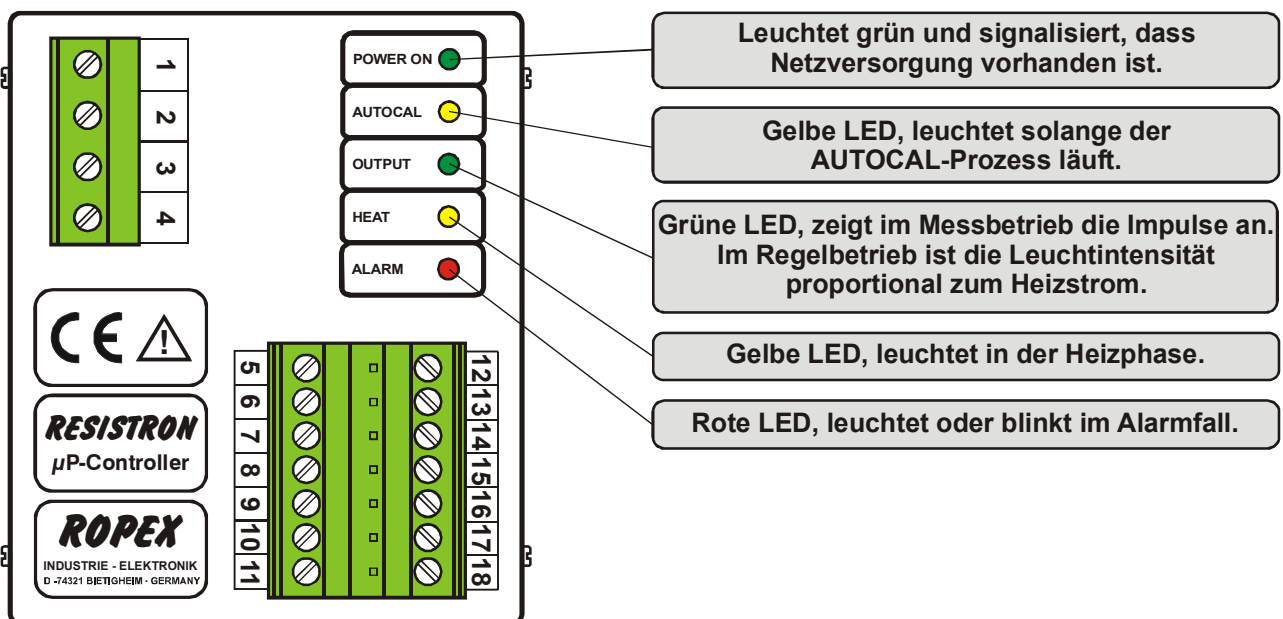 1
2
3
4
POWER ON
AUTOCAL
OUTPUT
HEAT
ALARM
Leuchtet grün und signalisiert, dass
Netzversorgung vorhanden ist.
Gelbe LED, leuchtet solange der
AUTOCAL-Prozess läuft.
Grüne LED, zeigt im Messbetrieb die Impulse an.
Im Regelbetrieb ist die Leuchtintensität
proportional zum Heizstrom.
Gelbe LED, leuchtet in der Heizphase.
Rote LED, leuchtet oder blinkt im Alarmfall.
CE
RESISTRON
µP-Controller
ROPEX
INDUSTRIE - ELEKTRONIK
D -74321 BIETIGHEIM - GERMANY
5
6
7
8
9
10
11
12
13
14
15
16
17
18